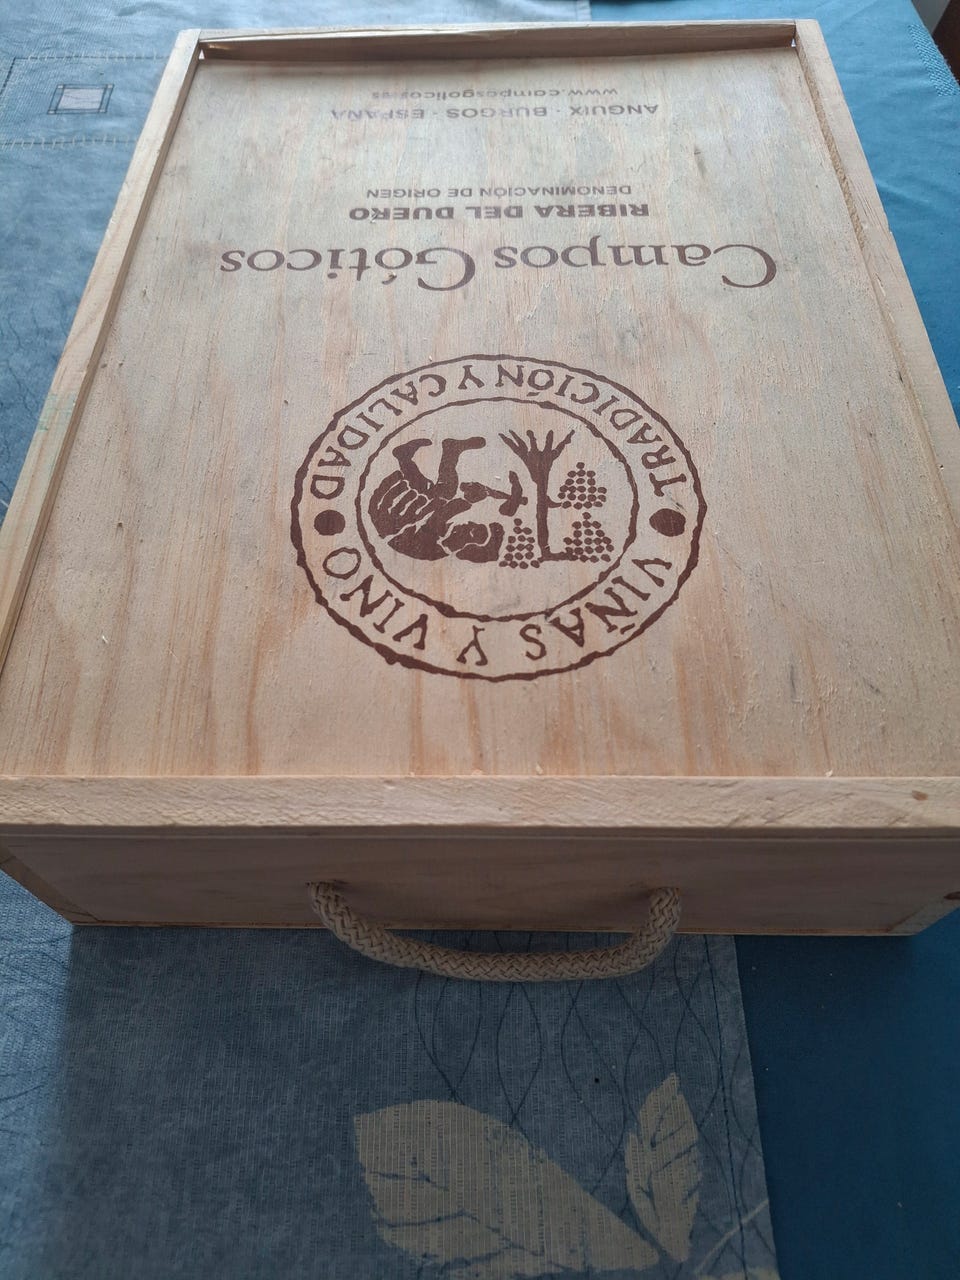 VIÑAS Y VINO • TRADICIÓN Y CALIDAD •
Campos Góticos
RIBERA DEL DUERO
DENOMINACIÓN DE ORIGEN
ANGUIX · BURGOS · ESPAÑA
www.camposgoticos.es